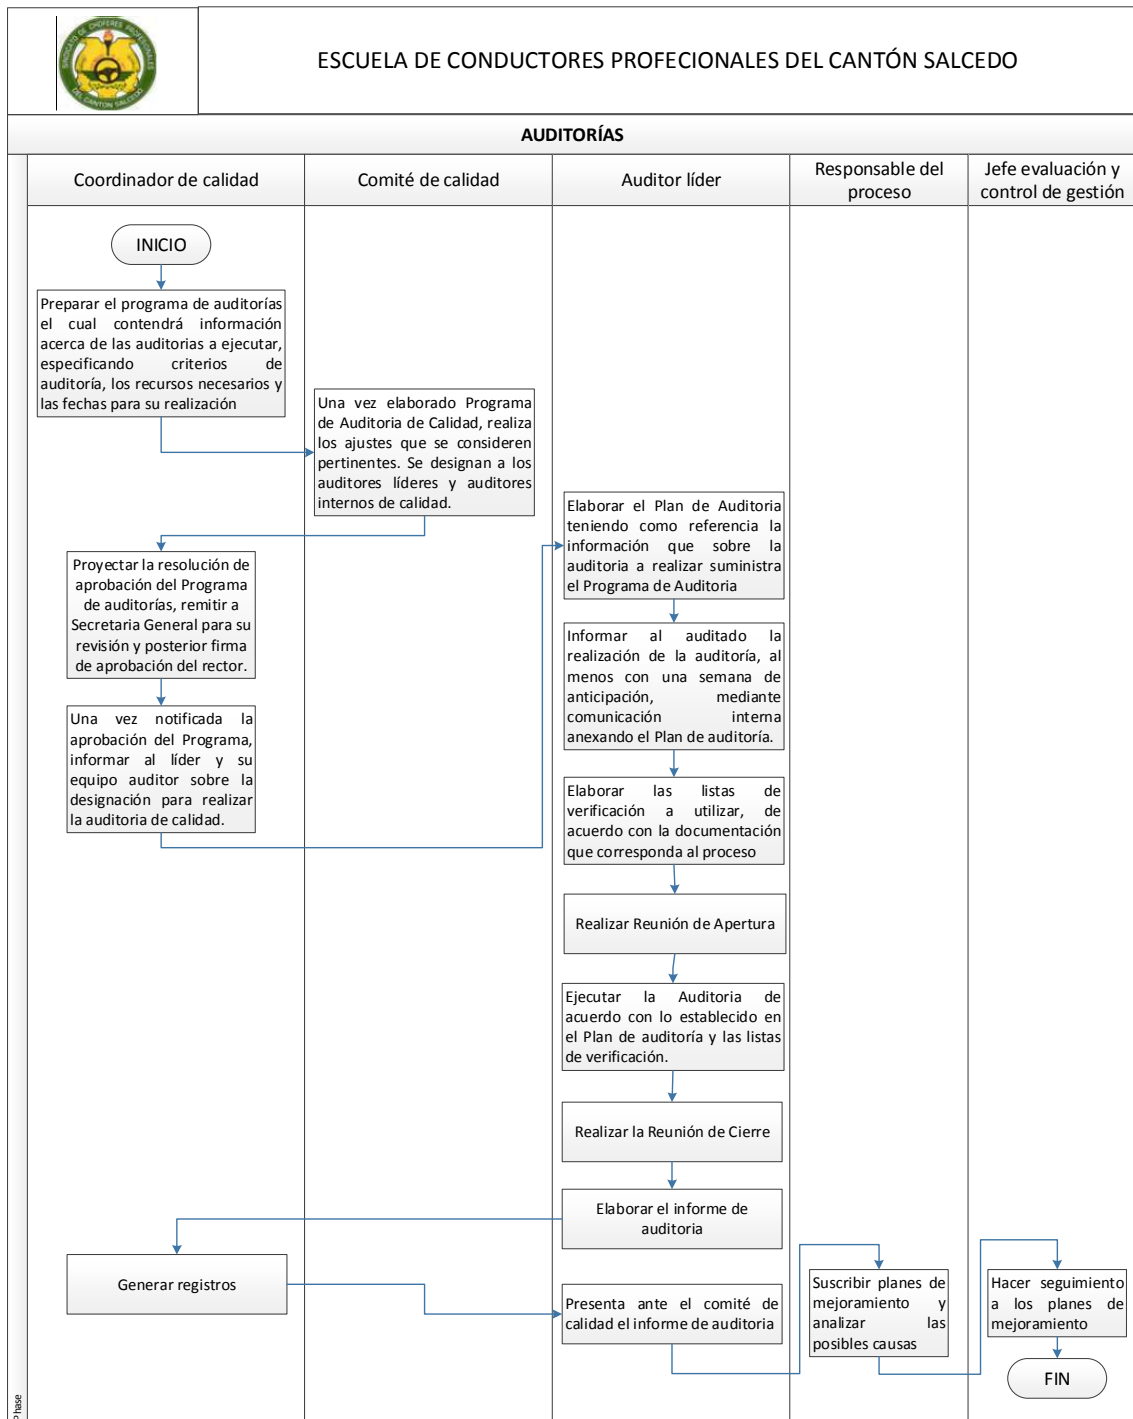 SINDICATO DE CHOFERES PROFESIONALES
DEL CANTÓN SALCEDO
ESCUELA DE CONDUCTORES PROFECIONALES DEL CANTÓN SALCEDO
AUDITORÍAS
Coordinador de calidad
Comité de calidad
Auditor líder
Responsable del
proceso
Jefe evaluación y
control de gestión
INICIO
Preparar el programa de auditorías
el cual contendrá información
acerca de las auditorias a ejecutar,
especificando criterios de
auditoría, los recursos necesarios y
las fechas para su realización
Una vez elaborado Programa
de Auditoria de Calidad, realiza
los ajustes que se consideren
pertinentes. Se designan a los
auditores líderes y auditores
internos de calidad.
Proyectar la resolución de
aprobación del Programa
de auditorías, remitir a
Secretaria General para su
revisión y posterior firma
de aprobación del rector.
Una vez notificada la
aprobación del Programa,
informar al líder y su
equipo auditor sobre la
designación para realizar
la auditoria de calidad.
Elaborar el Plan de Auditoria
teniendo como referencia la
información que sobre la
auditoria a realizar suministra
el Programa de Auditoria
Informar al auditado la
realización de la auditoría, al
menos con una semana de
anticipación, mediante
comunicación interna
anexando el Plan de auditoría.
Elaborar las listas de
verificación a utilizar, de
acuerdo con la documentación
que corresponda al proceso
Realizar Reunión de Apertura
Ejecutar la Auditoria de
acuerdo con lo establecido en
el Plan de auditoría y las listas
de verificación.
Realizar la Reunión de Cierre
Elaborar el informe de
auditoria
Generar registros
Presenta ante el comité de
calidad el informe de auditoria
Suscribir planes de
mejoramiento y
analizar las
posibles causas
Hacer seguimiento
a los planes de
mejoramiento
FIN
Phase